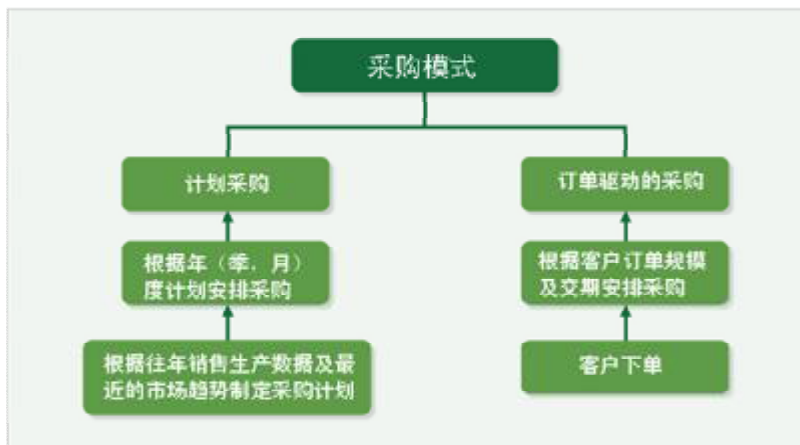 采购模式
计划采购
订单驱动的采购
根据年（季．月）
度计划安排采购
根据客户订单规模
及交期安排采购
根据往年销售生产数据及最
近的市场趋势制定采购计划
客户下单